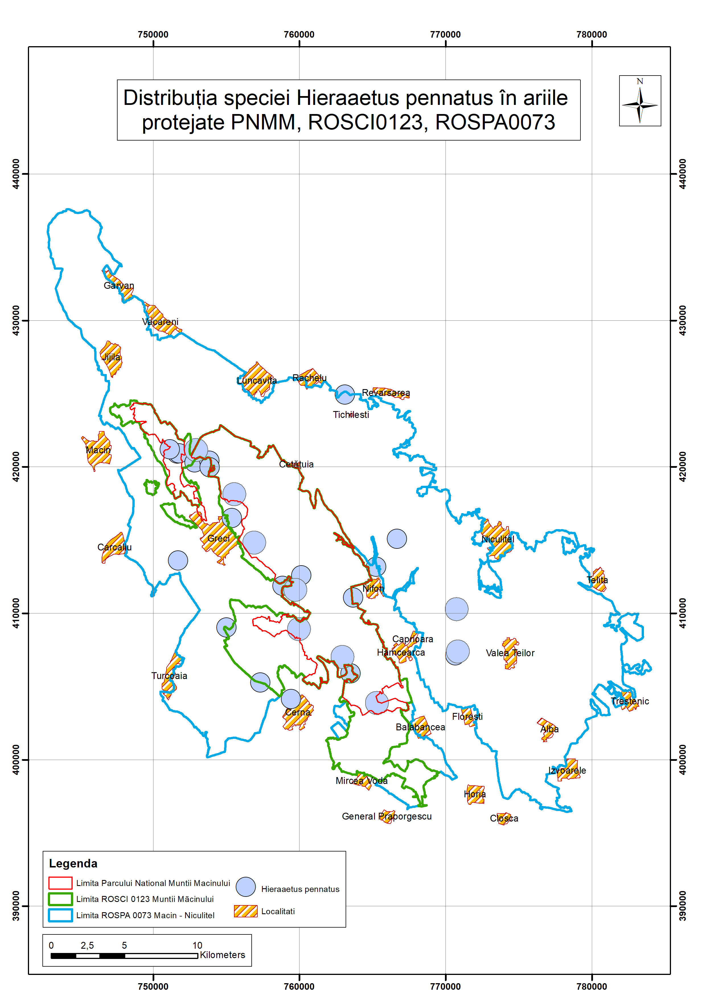 750000 760000 770000 780000
N
Distribuția speciei Hieraaetus pennatus în ariile
protejate PNMM, ROSCI0123, ROSPA0073
440000 440000
Garvan
430000 430000
Vacareni
Jijila
Rachelu
Luncavita
Revarsarea
Tichilesti
Macin
420000 420000
Cetățuia
Greci
Niculitel
Carcaliu
Telita
Nifon
410000 410000
Caprioara
Hamcearca
Valea Teilor
Turcoaia
Trestenic
Cerna
Floresti
Balabancea
Alba
400000 400000
Izvoarele
Mircea Voda
Horia
General Praporgescu
Closca
Legenda
Limita Parcului National Muntii Macinului
Hieraaetus pennatus
Limita ROSCI 0123 Muntii Mãcinului
Localitati
Limita ROSPA 0073 Macin - Niculitel
390000 390000
0 2,5 5 10
Kilometers
750000 760000 770000 780000